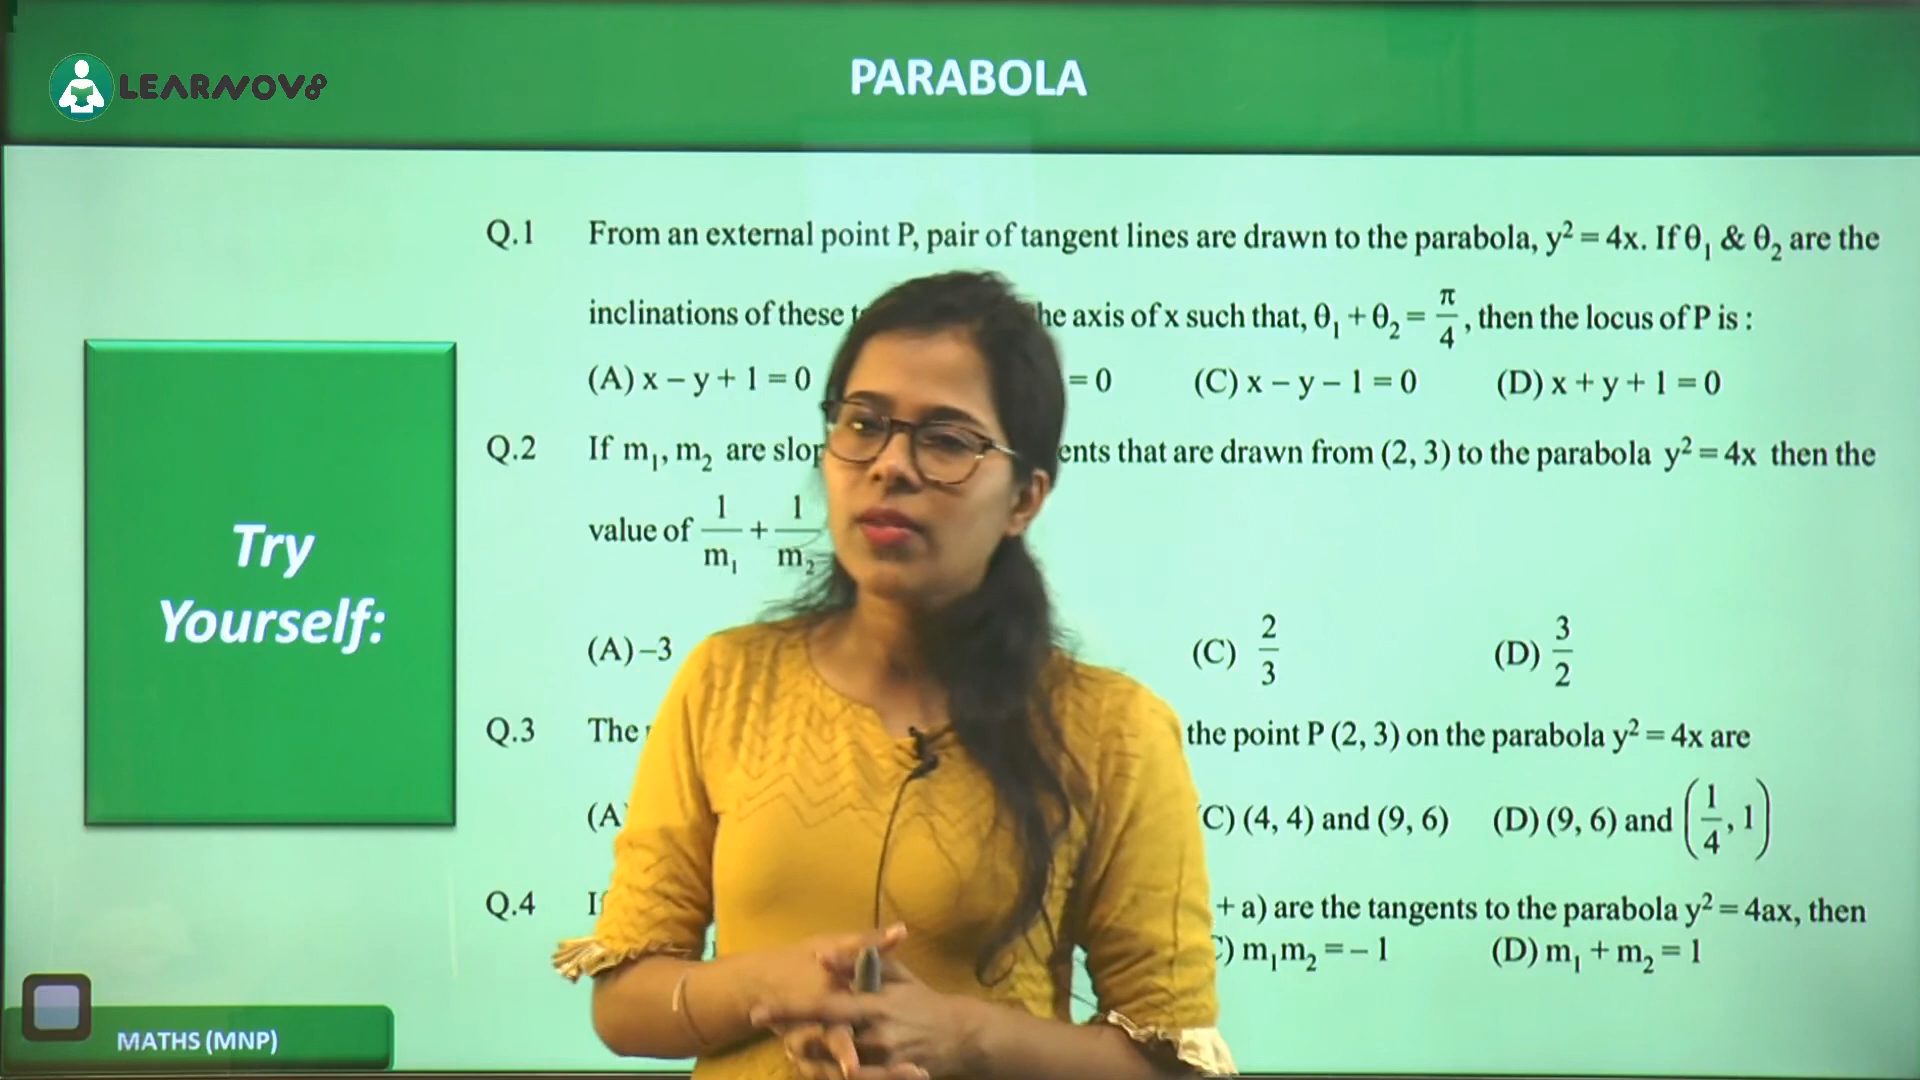 LEARNOV8
PARABOLA
Q.1 From an external point P, pair of tangent lines are drawn to the parabola, y² = 4x. If θ₁ & θ₂ are the
inclinations of these he axis of x such that, θ₁ + θ₂ = π/4, then the locus of P is :
(A) x – y + 1 = 0 = 0 (C) x – y – 1 = 0 (D) x + y + 1 = 0
Q.2 If m₁, m₂ are slop ents that are drawn from (2, 3) to the parabola y² = 4x then the
value of 1/m₁ + 1/m₂
(A) –3 (C) 2/3 (D) 3/2
Q.3 The the point P (2, 3) on the parabola y² = 4x are
(A C) (4, 4) and (9, 6) (D) (9, 6) and (1/4, 1)
Q.4 If + a) are the tangents to the parabola y² = 4ax, then
C) m₁m₂ = – 1 (D) m₁ + m₂ = 1
Try
Yourself:
MATHS (MNP)